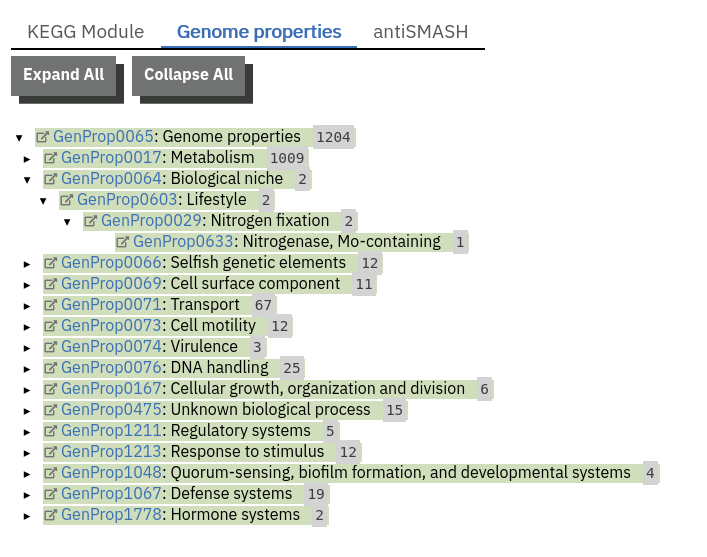 KEGG Module Genome properties antiSMASH
Expand All Collapse All
▾ GenProp0065: Genome properties 1204
▸ GenProp0017: Metabolism 1009
▾ GenProp0064: Biological niche 2
▾ GenProp0603: Lifestyle 2
▾ GenProp0029: Nitrogen fixation 2
GenProp0633: Nitrogenase, Mo-containing 1
▸ GenProp0066: Selfish genetic elements 12
▸ GenProp0069: Cell surface component 11
▸ GenProp0071: Transport 67
▸ GenProp0073: Cell motility 12
▸ GenProp0074: Virulence 3
▸ GenProp0076: DNA handling 25
▸ GenProp0167: Cellular growth, organization and division 6
▸ GenProp0475: Unknown biological process 15
▸ GenProp1211: Regulatory systems 5
▸ GenProp1213: Response to stimulus 12
▸ GenProp1048: Quorum-sensing, biofilm formation, and developmental systems 4
▸ GenProp1067: Defense systems 19
▸ GenProp1778: Hormone systems 2